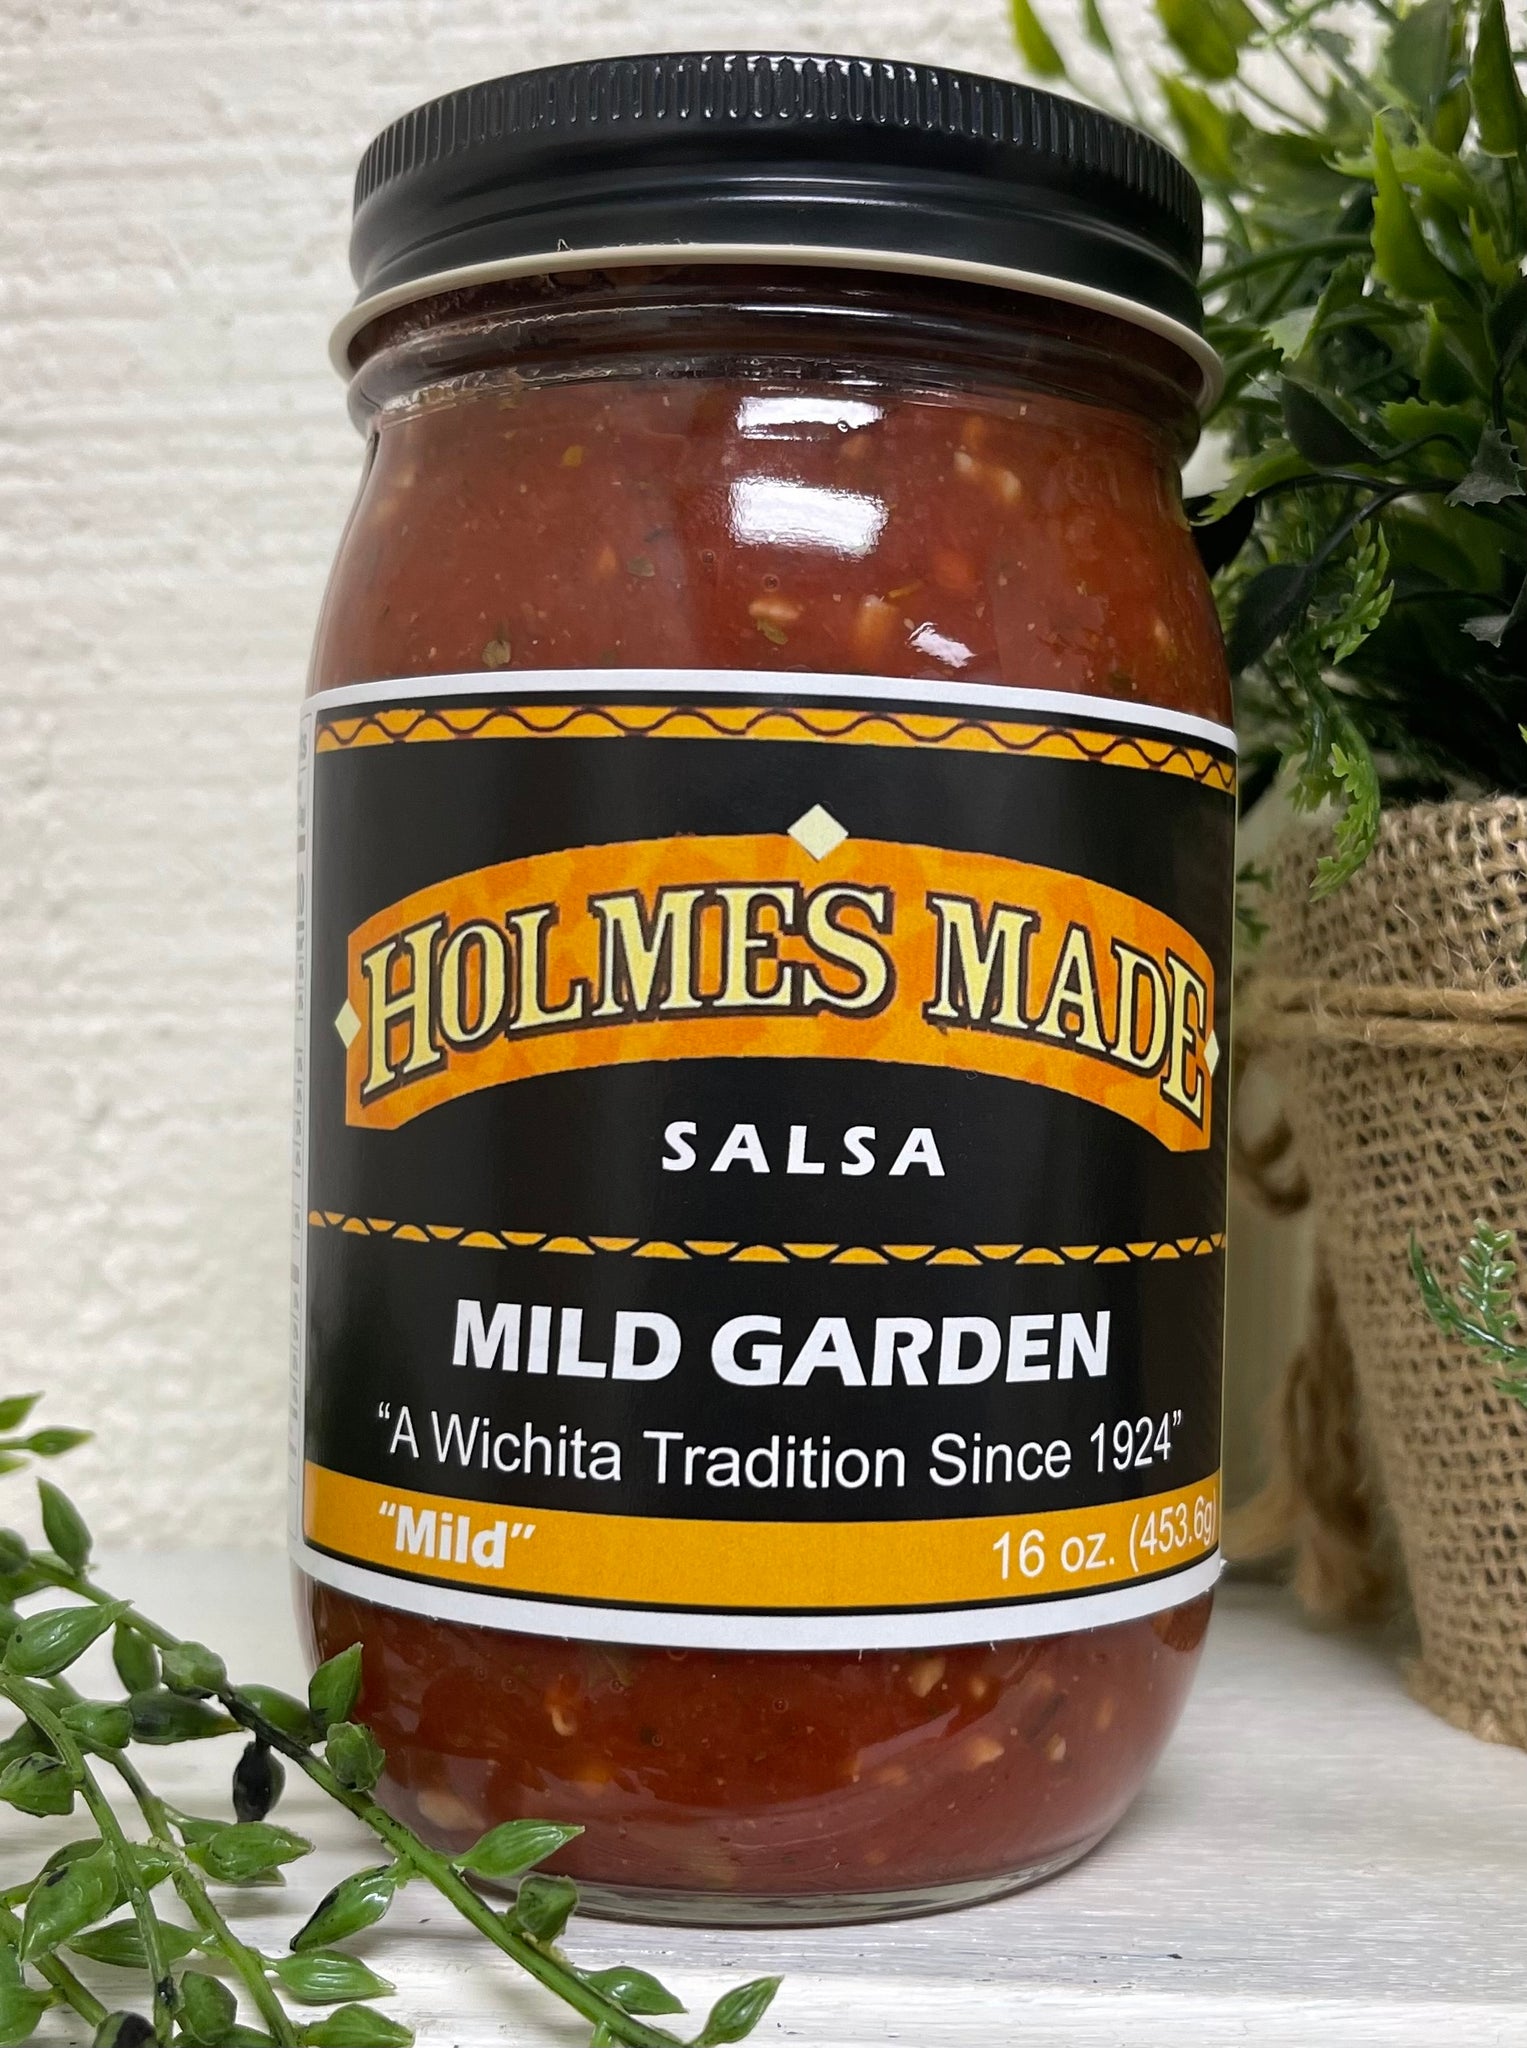 HOLMES MADE
SALSA
MILD GARDEN
“A Wichita Tradition Since 1924”
“Mild”
16 oz. (453.6g)